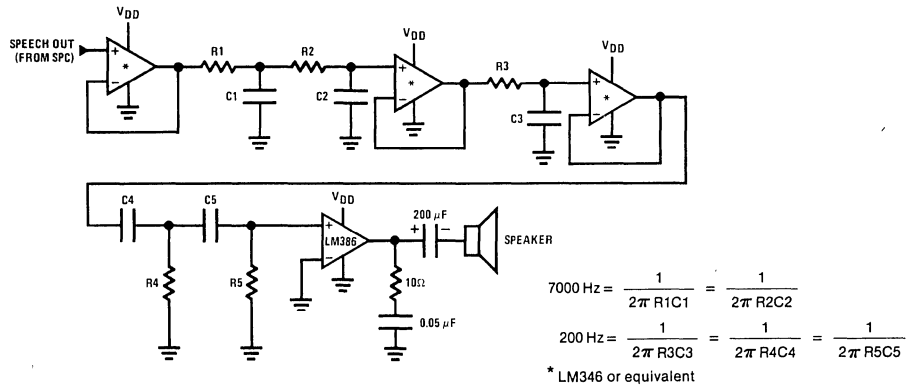 VDD
SPEECH OUT
(FROM SPC)
+
*
−
R1
R2
C1
C2
VDD
+
*
−
R3
C3
VDD
+
*
−
C4
C5
R4
R5
VDD
+
LM386
−
200 µF
+
−
SPEAKER
10Ω
0.05 µF
7000 Hz = 1 / 2π R1C1 = 1 / 2π R2C2
200 Hz = 1 / 2π R3C3 = 1 / 2π R4C4 = 1 / 2π R5C5
* LM346 or equivalent